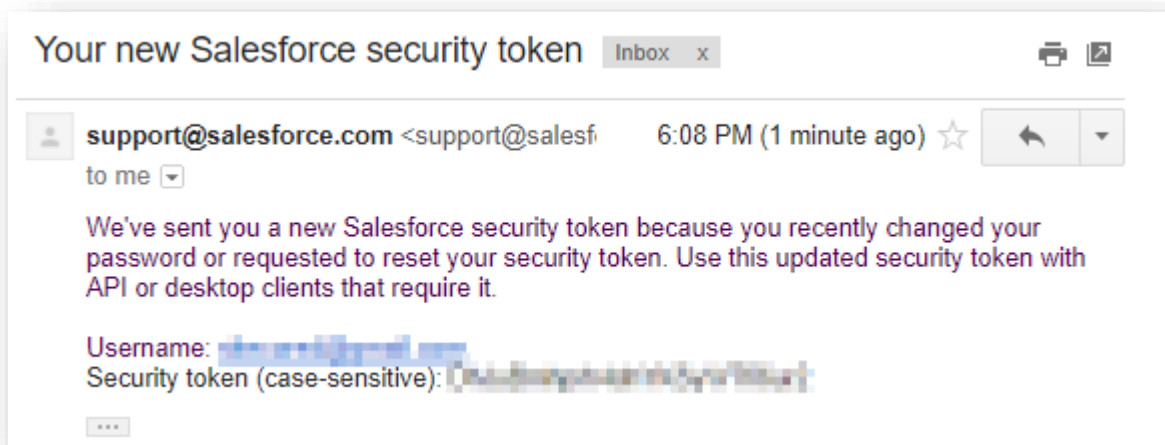 Your new Salesforce security token Inbox x
support@salesforce.com <support@salesf 6:08 PM (1 minute ago)
to me
We've sent you a new Salesforce security token because you recently changed your
password or requested to reset your security token. Use this updated security token with
API or desktop clients that require it.
Username:
Security token (case-sensitive):